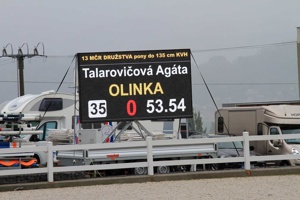 13 MČR DRUŽSTVA pony do 135 cm KVH
Talarovičová Agáta
OLINKA
35 0 53.54